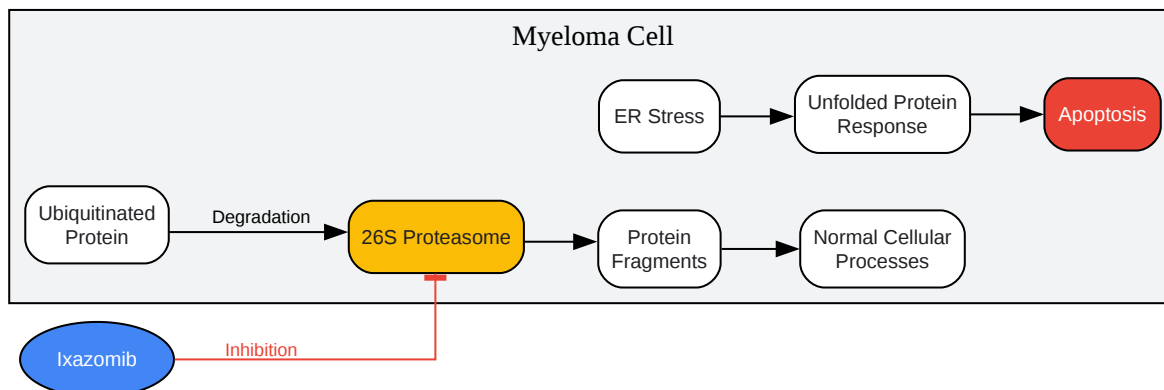 Myeloma Cell
ER Stress
Unfolded Protein
Response
Apoptosis
Ubiquitinated
Protein
Degradation
26S Proteasome
Protein
Fragments
Normal Cellular
Processes
Ixazomib
Inhibition